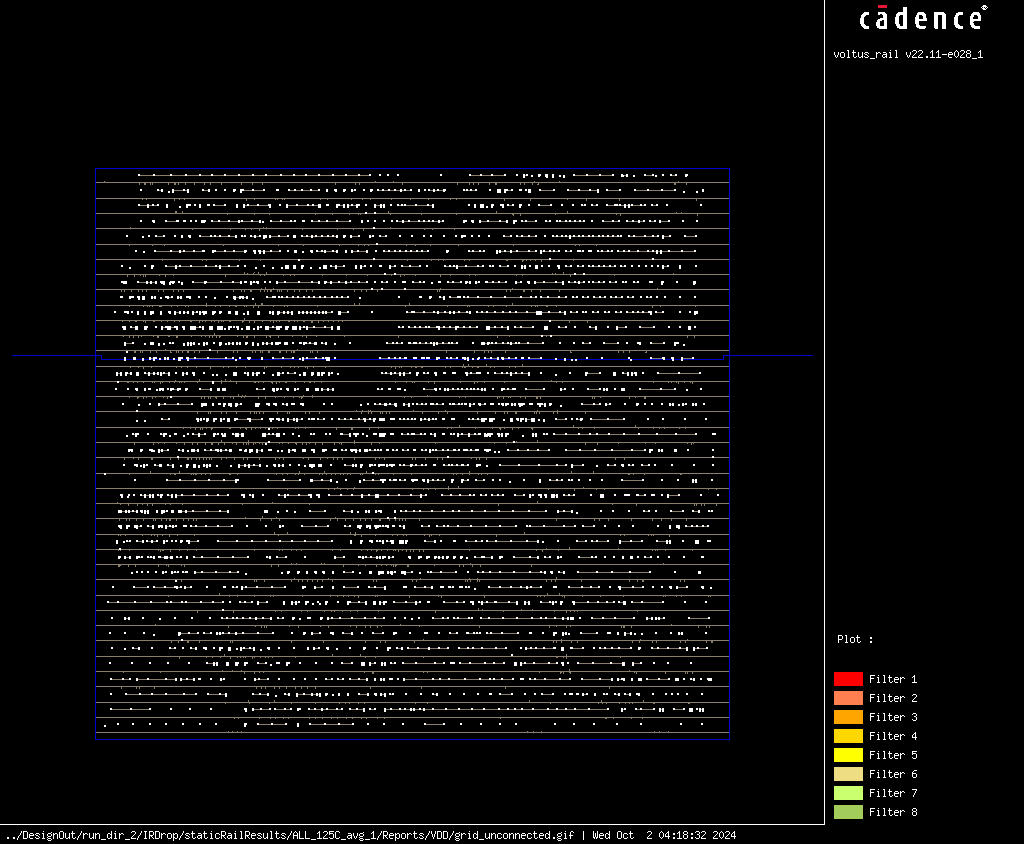 cādence®
voltus_rail v22.11-e028_1
Plot :
Filter 1
Filter 2
Filter 3
Filter 4
Filter 5
Filter 6
Filter 7
Filter 8
../DesignOut/run_dir_2/IRDrop/staticRailResults/ALL_125C_avg_1/Reports/VDD/grid_unconnected.gif | Wed Oct  2 04:18:32 2024